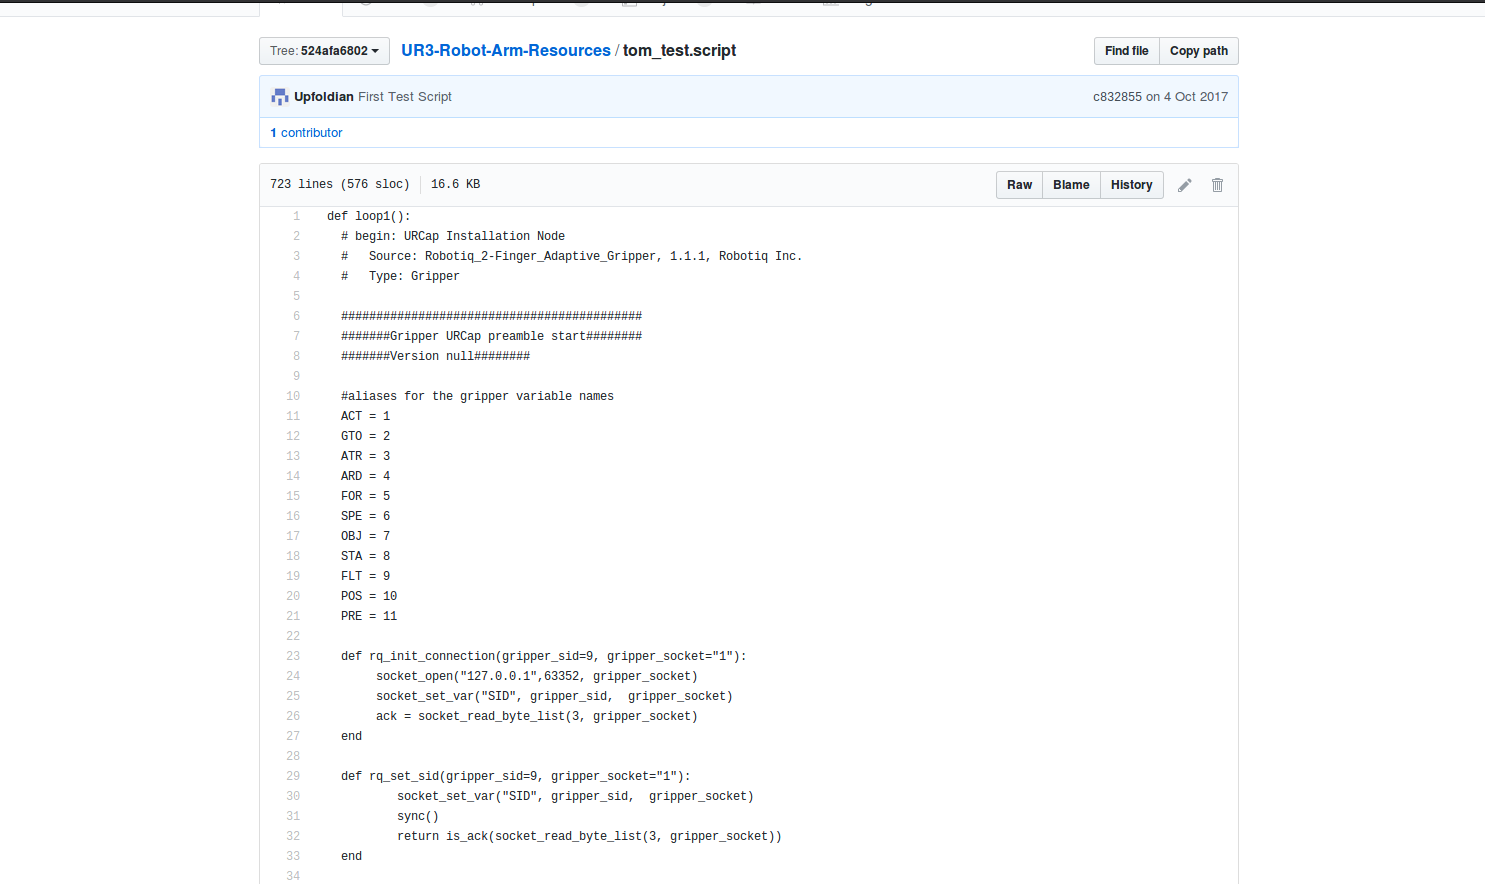 Tree: 524afa6802 UR3-Robot-Arm-Resources / tom_test.script Find file Copy path
Upfoldian First Test Script c832855 on 4 Oct 2017
1 contributor
723 lines (576 sloc) 16.6 KB Raw Blame History
1 def loop1():
2 # begin: URCap Installation Node
3 #   Source: Robotiq_2-Finger_Adaptive_Gripper, 1.1.1, Robotiq Inc.
4 #   Type: Gripper
5
6 ###########################################
7 #######Gripper URCap preamble start########
8 #######Version null########
9
10 #aliases for the gripper variable names
11 ACT = 1
12 GTO = 2
13 ATR = 3
14 ARD = 4
15 FOR = 5
16 SPE = 6
17 OBJ = 7
18 STA = 8
19 FLT = 9
20 POS = 10
21 PRE = 11
22
23 def rq_init_connection(gripper_sid=9, gripper_socket="1"):
24 socket_open("127.0.0.1",63352, gripper_socket)
25 socket_set_var("SID", gripper_sid,  gripper_socket)
26 ack = socket_read_byte_list(3, gripper_socket)
27 end
28
29 def rq_set_sid(gripper_sid=9, gripper_socket="1"):
30 socket_set_var("SID", gripper_sid,  gripper_socket)
31 sync()
32 return is_ack(socket_read_byte_list(3, gripper_socket))
33 end
34